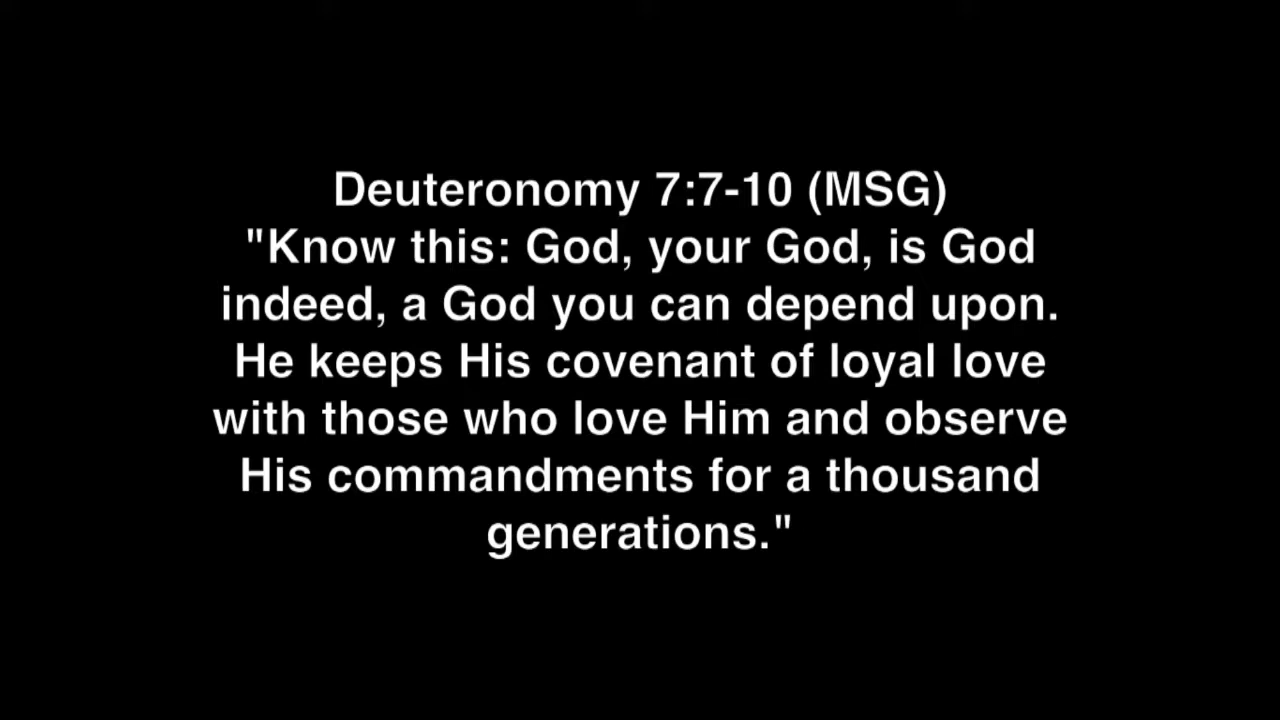 Deuteronomy 7:7-10 (MSG)
"Know this: God, your God, is God
indeed, a God you can depend upon.
He keeps His covenant of loyal love
with those who love Him and observe
His commandments for a thousand
generations."